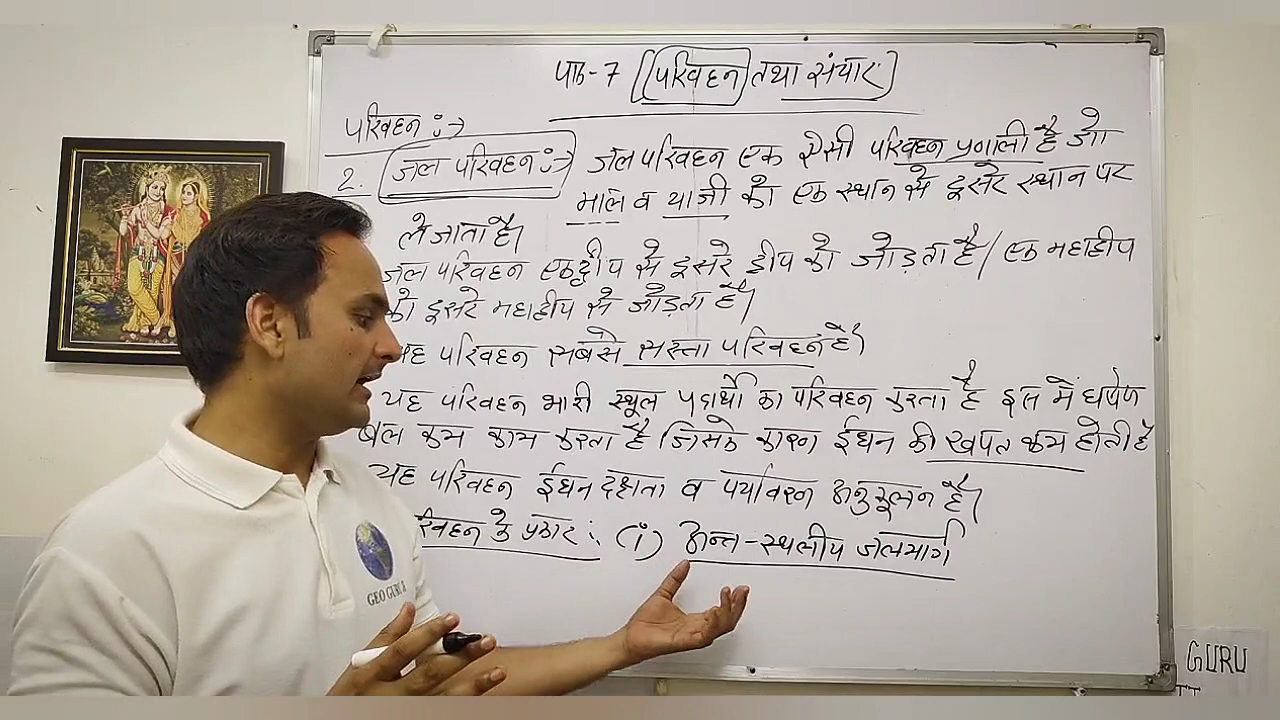 पाठ-7 [परिवहन तथा संचार]
परिवहन :->
2. जल परिवहन :-> जल परिवहन एक ऐसी परिवहन प्रणाली है जो
माल व यात्री को एक स्थान से दूसरे स्थान पर
ले जाता है।
जल परिवहन एक द्वीप से दूसरे द्वीप को जोड़ता है/एक महाद्वीप
को दूसरे महाद्वीप से जोड़ता है।
यह परिवहन सबसे सस्ता परिवहन है।
यह परिवहन भारी स्थूल पदार्थो का परिवहन करता है इस में घर्षण
बल कम काम करता है जिसके कारण ईंधन की खपत कम होती है
यह परिवहन ईंधन दक्षता व पर्यावरण अनुकूलन है।
रिवहन के प्रकार :. (i) अन्त-स्थलीय जलमार्ग
GEO GURU
GURU